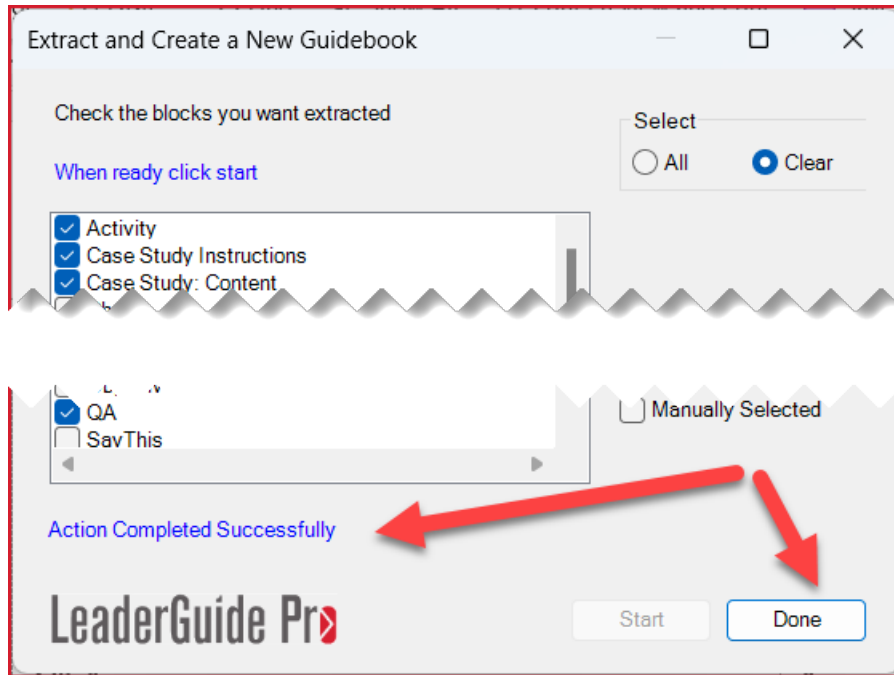 Extract and Create a New Guidebook
Check the blocks you want extracted
Select
All
Clear
When ready click start
Activity
Case Study Instructions
Case Study: Content
QA
Manually Selected
SayThis
Action Completed Successfully
LeaderGuide Pro
Start
Done